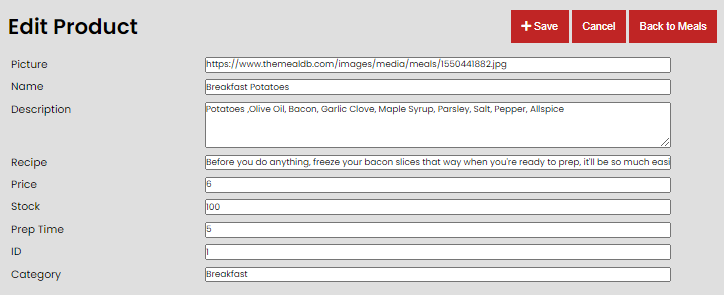 Edit Product
+ Save Cancel Back to Meals
Picture https://www.themealdb.com/images/media/meals/1550441882.jpg
Name Breakfast Potatoes
Description Potatoes ,Olive Oil, Bacon, Garlic Clove, Maple Syrup, Parsley, Salt, Pepper, Allspice
Recipe Before you do anything, freeze your bacon slices that way when you're ready to prep, it'll be so much easi
Price 6
Stock 100
Prep Time 5
ID 1
Category Breakfast